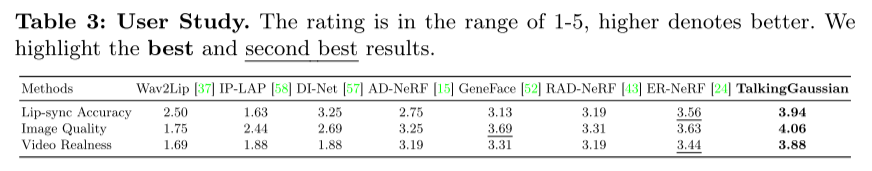 Table 3: User Study. The rating is in the range of 1-5, higher denotes better. We
highlight the best and second best results.
Methods Wav2Lip [37] IP-LAP [58] DI-Net [57] AD-NeRF [15] GeneFace [52] RAD-NeRF [43] ER-NeRF [24] TalkingGaussian
Lip-sync Accuracy 2.50 1.63 3.25 2.75 3.13 3.19 3.56 3.94
Image Quality 1.75 2.44 2.69 3.25 3.69 3.31 3.63 4.06
Video Realness 1.69 1.88 1.88 3.19 3.31 3.19 3.44 3.88